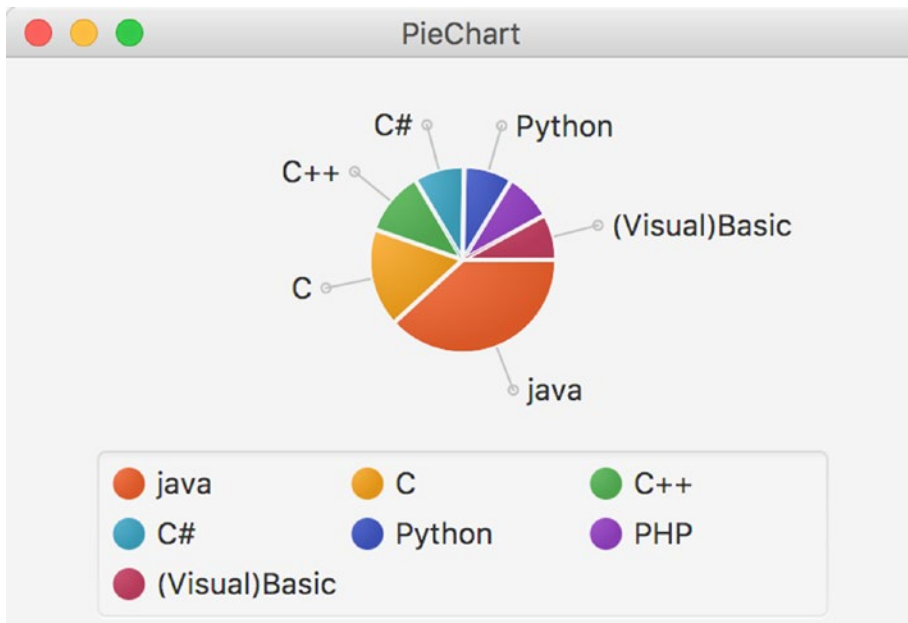 PieChart
C# Python
C++
(Visual)Basic
C
java
java C C++
C# Python PHP
(Visual)Basic